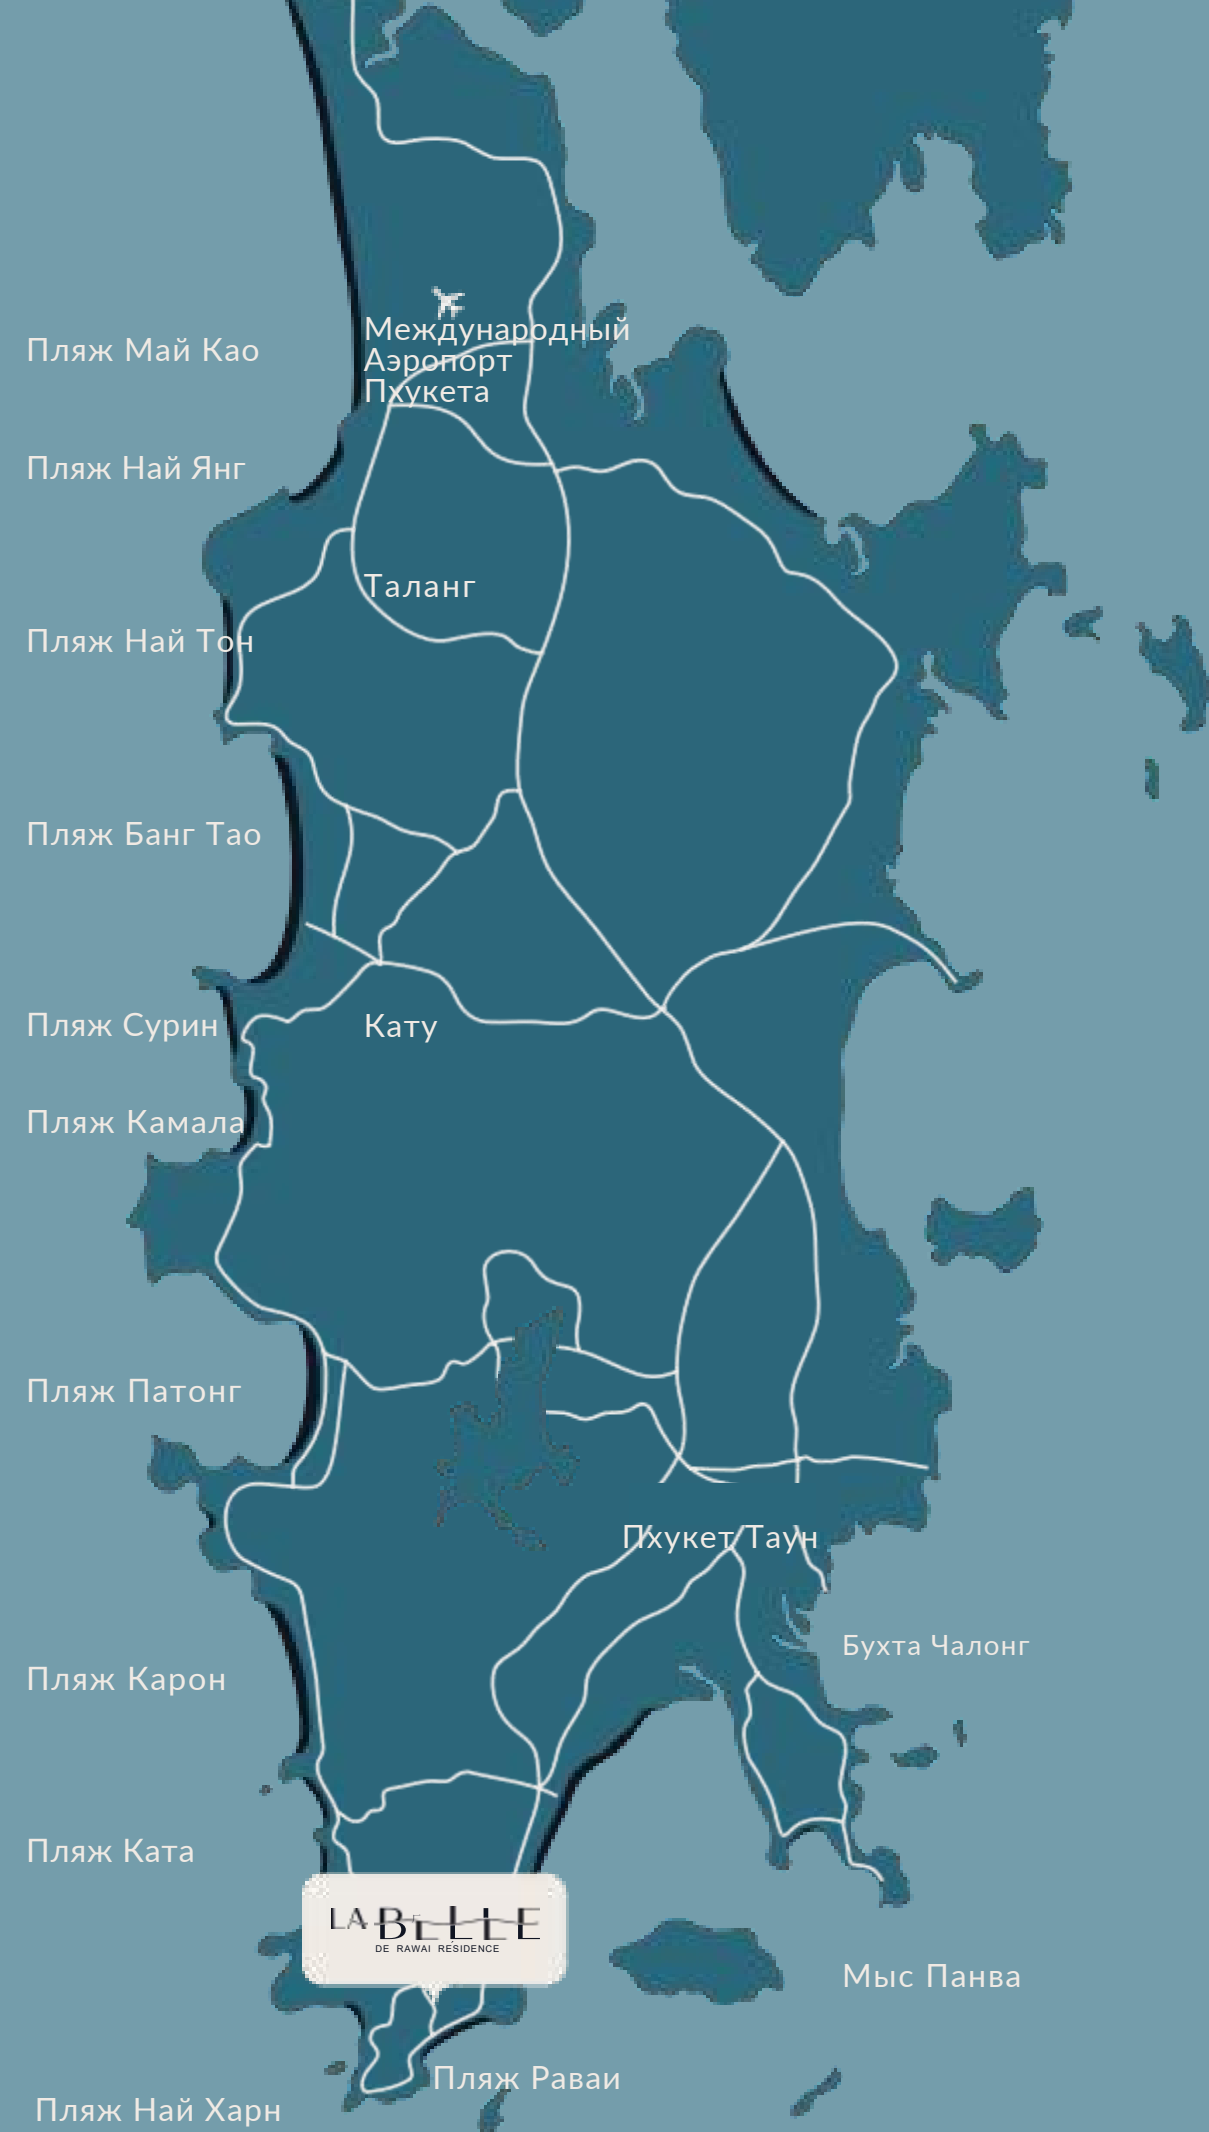 Международный
Аэропорт
Пхукета
Пляж Май Као
Пляж Най Янг
Таланг
Пляж Най Тон
Пляж Банг Тао
Пляж Сурин
Кату
Пляж Камала
Пляж Патонг
Пхукет Таун
Бухта Чалонг
Пляж Карон
Пляж Ката
LA BELLE
DE RAWAI RÉSIDENCE
Мыс Панва
Пляж Раваи
Пляж Най Харн